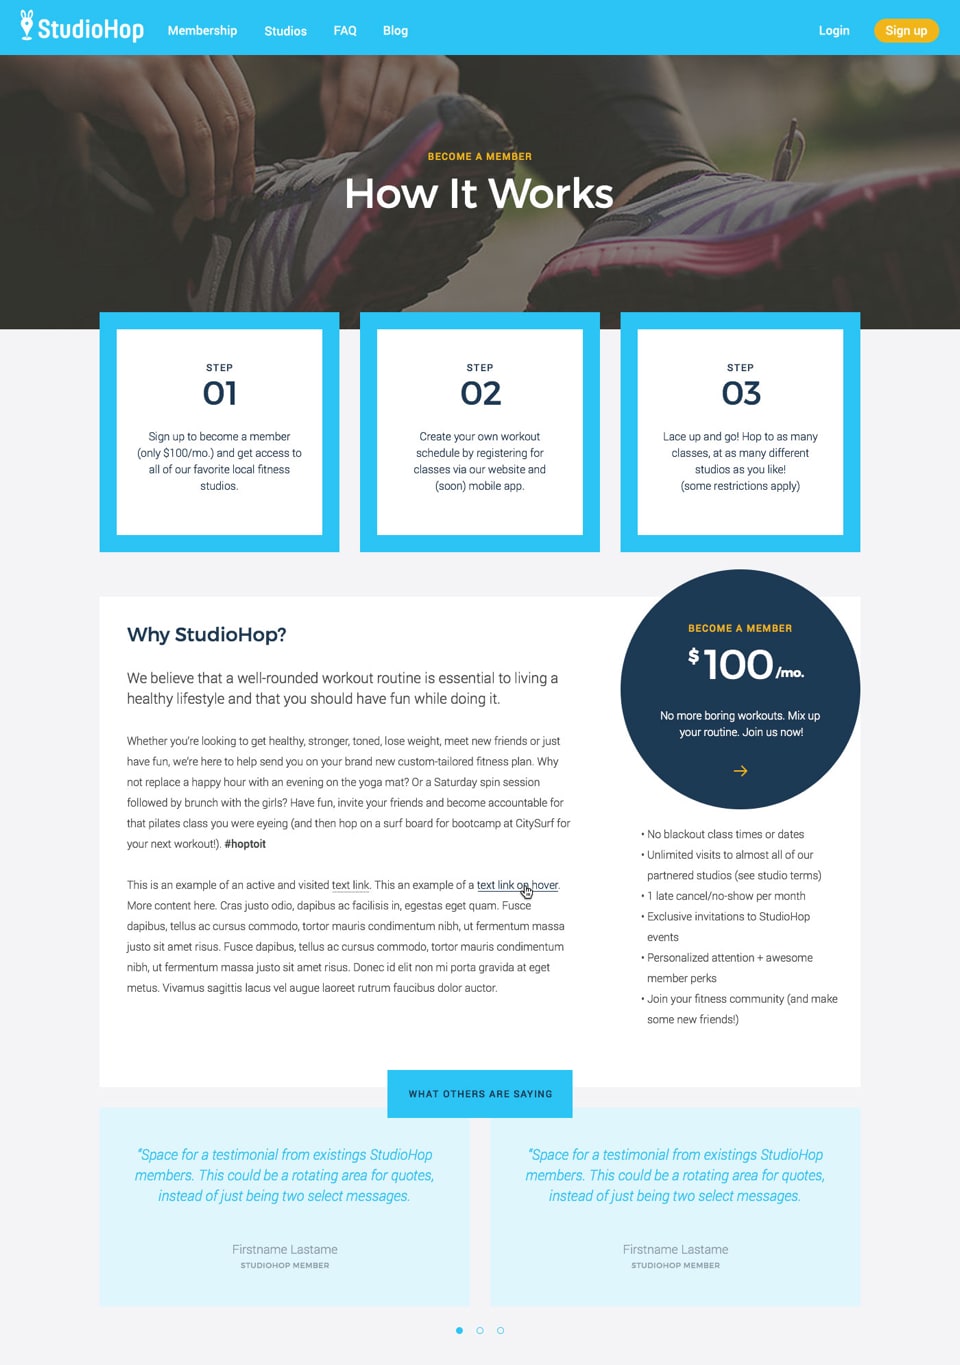 StudioHop
Membership
Studios
FAQ
Blog
Login
Sign up
BECOME A MEMBER
How It Works
STEP
01
Sign up to become a member
(only $100/mo.) and get access to
all of our favorite local fitness
studios.
STEP
02
Create your own workout
schedule by registering for
classes via our website and
(soon) mobile app.
STEP
03
Lace up and go! Hop to as many
classes, at as many different
studios as you like!
(some restrictions apply)
Why StudioHop?
We believe that a well-rounded workout routine is essential to living a
healthy lifestyle and that you should have fun while doing it.
Whether you're looking to get healthy, stronger, toned, lose weight, meet new friends or just
have fun, we're here to help send you on your brand new custom-tailored fitness plan. Why
not replace a happy hour with an evening on the yoga mat? Or a Saturday spin session
followed by brunch with the girls? Have fun, invite your friends and become accountable for
that pilates class you were eyeing (and then hop on a surf board for bootcamp at CitySurf for
your next workout!). #hoptoit
This is an example of an active and visited text link. This an example of a text link on hover.
More content here. Cras justo odio, dapibus ac facilisis in, egestas eget quam. Fusce
dapibus, tellus ac cursus commodo, tortor mauris condimentum nibh, ut fermentum massa
justo sit amet risus. Fusce dapibus, tellus ac cursus commodo, tortor mauris condimentum
nibh, ut fermentum massa justo sit amet risus. Donec id elit non mi porta gravida at eget
metus. Vivamus sagittis lacus vel augue laoreet rutrum faucibus dolor auctor.
BECOME A MEMBER
$100/mo.
No more boring workouts. Mix up
your routine. Join us now!
• No blackout class times or dates
• Unlimited visits to almost all of our
partnered studios (see studio terms)
• 1 late cancel/no-show per month
• Exclusive invitations to StudioHop
events
• Personalized attention + awesome
member perks
• Join your fitness community (and make
some new friends!)
WHAT OTHERS ARE SAYING
"Space for a testimonial from existings StudioHop
members. This could be a rotating area for quotes,
instead of just being two select messages.
Firstname Lastame
STUDIOHOP MEMBER
"Space for a testimonial from existings StudioHop
members. This could be a rotating area for quotes,
instead of just being two select messages.
Firstname Lastame
STUDIOHOP MEMBER